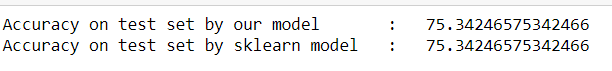 Accuracy on test set by our model       :   75.34246575342466
Accuracy on test set by sklearn model   :   75.34246575342466